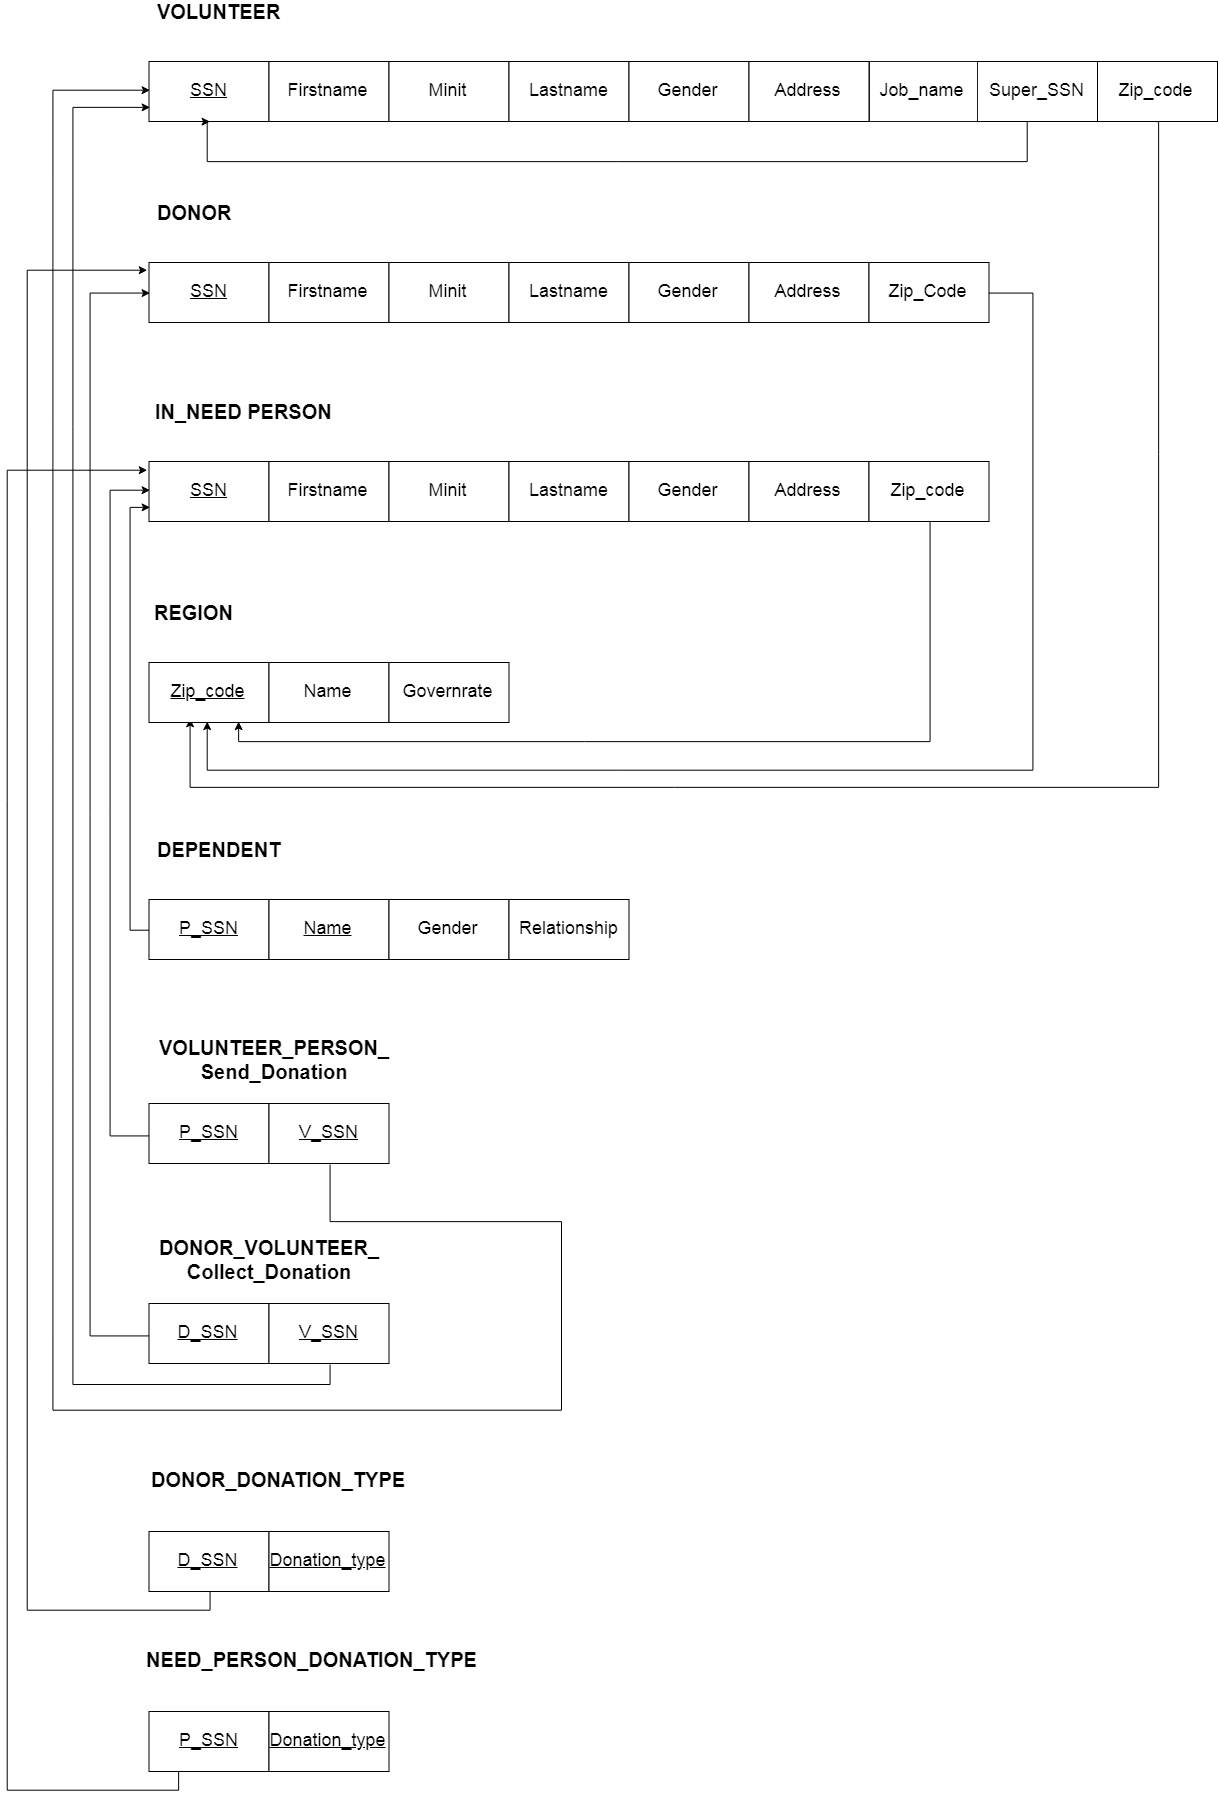 VOLUNTEER
SSN Firstname Minit Lastname Gender Address Job_name Super_SSN Zip_code
DONOR
SSN Firstname Minit Lastname Gender Address Zip_Code
IN_NEED PERSON
SSN Firstname Minit Lastname Gender Address Zip_code
REGION
Zip_code Name Governrate
DEPENDENT
P_SSN Name Gender Relationship
VOLUNTEER_PERSON_
Send_Donation
P_SSN V_SSN
DONOR_VOLUNTEER_
Collect_Donation
D_SSN V_SSN
DONOR_DONATION_TYPE
D_SSN Donation_type
NEED_PERSON_DONATION_TYPE
P_SSN Donation_type